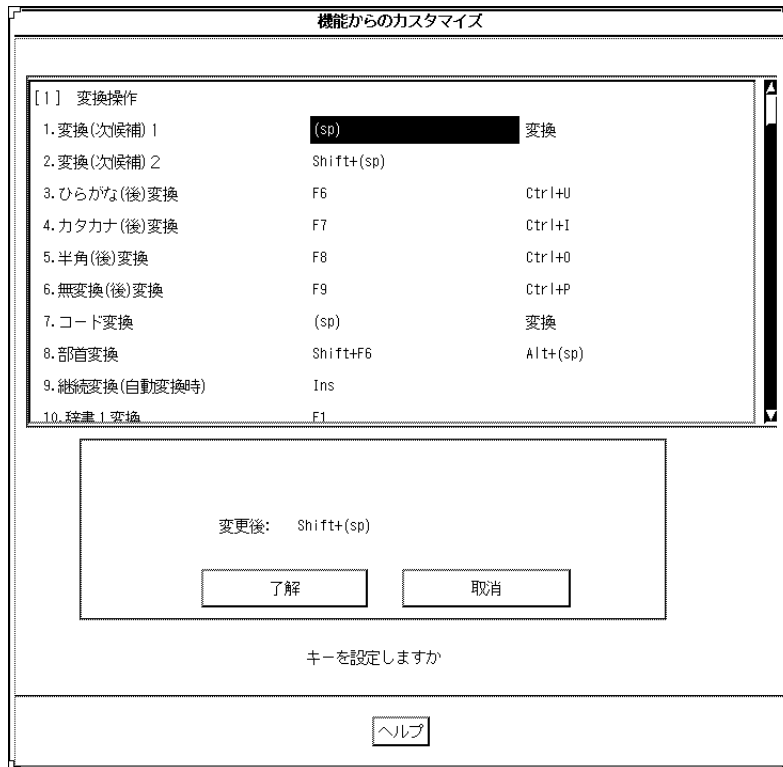 機能からのカスタマイズ
[1] 変換操作
1.変換(次候補)1 (sp) 変換
2.変換(次候補)2 Shift+(sp)
3.ひらがな(後)変換 F6 Ctrl+U
4.カタカナ(後)変換 F7 Ctrl+I
5.半角(後)変換 F8 Ctrl+O
6.無変換(後)変換 F9 Ctrl+P
7.コード変換 (sp) 変換
8.部首変換 Shift+F6 Alt+(sp)
9.継続変換(自動変換時) Ins
10.辞書1変換 F1
変更後: Shift+(sp)
了解 取消
キーを設定しますか
ヘルプ